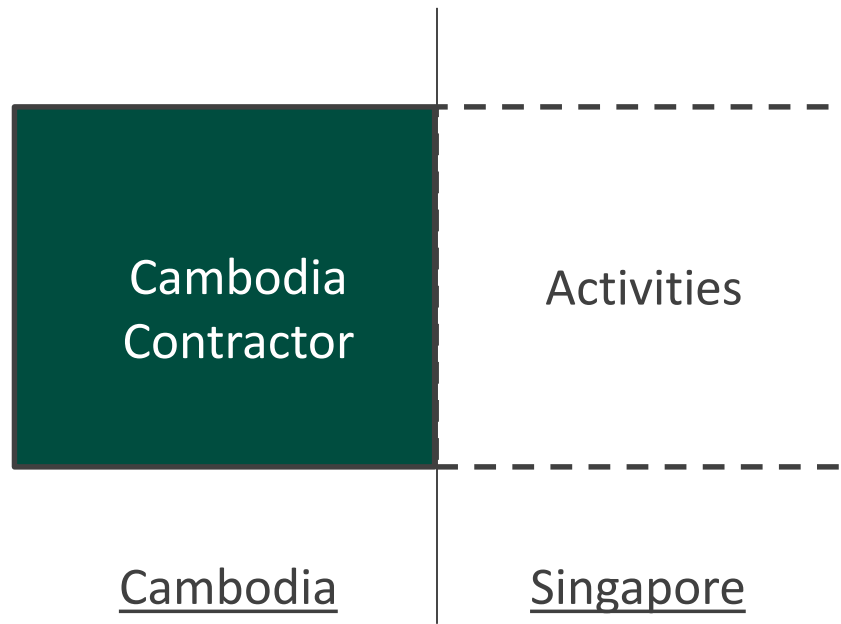 Cambodia
Contractor
Activities
Cambodia
Singapore